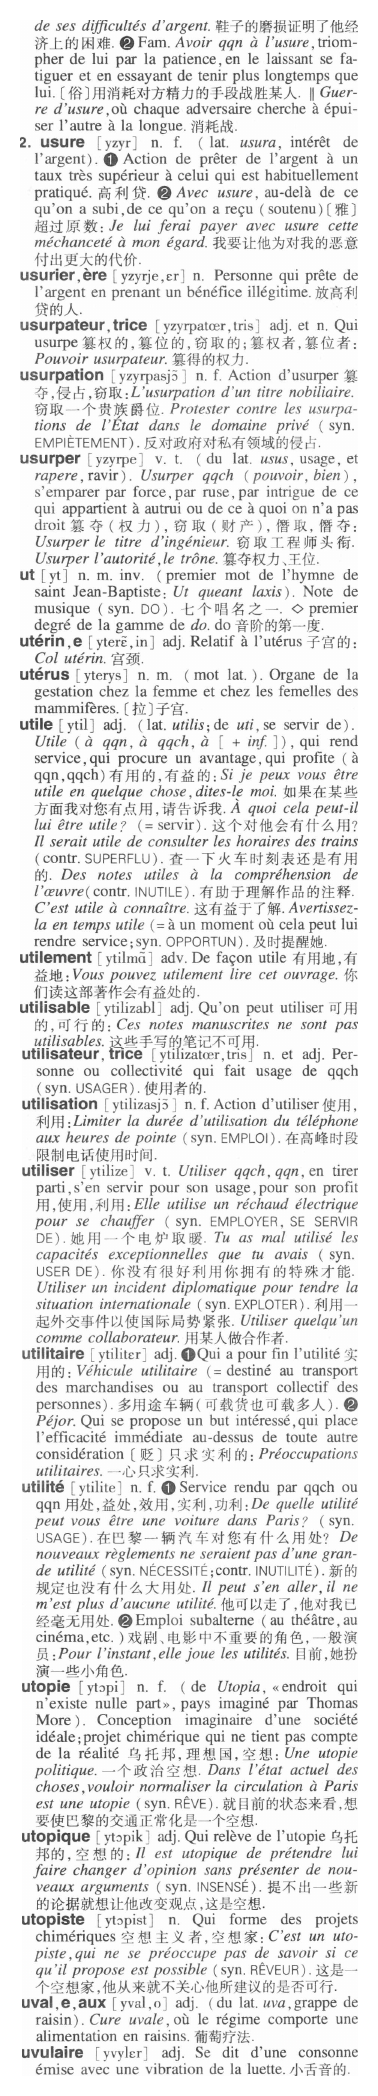 de ses difficultés d'argent. 鞋子的磨损证明了他经
济上的困难. ❷ Fam. Avoir qqn à l'usure, triom-
pher de lui par la patience, en le laissant se fa-
tiguer et en essayant de tenir plus longtemps que
lui. [俗]用消耗对方精力的手段战胜某人. ‖ Guer-
re d'usure, où chaque adversaire cherche à épui-
ser l'autre à la longue. 消耗战.
2. usure [yzyr] n. f. (lat. usura, intérêt de
l'argent). ❶ Action de prêter de l'argent à un
taux très supérieur à celui qui est habituellement
pratiqué. 高利贷. ❷ Avec usure, au-delà de ce
qu'on a subi, de ce qu'on a reçu (soutenu)[雅]
超过原数: Je lui ferai payer avec usure cette
méchanceté à mon égard. 我要让他为对我的恶意
付出更大的代价.
usurier, ère [yzyrje, ɛr] n. Personne qui prête de
l'argent en prenant un bénéfice illégitime. 放高利
贷的人.
usurpateur, trice [yzyrpatœr, tris] adj. et n. Qui
usurpe 篡权的, 篡位的, 窃取的; 篡权者, 篡位者:
Pouvoir usurpateur. 篡得的权力.
usurpation [yzyrpasjɔ̃] n. f. Action d'usurper 篡
夺, 侵占, 窃取: L'usurpation d'un titre nobiliaire.
窃取一个贵族爵位. Protester contre les usurpa-
tions de l'État dans le domaine privé (syn.
EMPIÈTEMENT). 反对政府对私有领域的侵占.
usurper [yzyrpe] v. t. (du lat. usus, usage, et
rapere, ravir). Usurper qqch (pouvoir, bien),
s'emparer par force, par ruse, par intrigue de ce
qui appartient à autrui ou de ce à quoi on n'a pas
droit 篡夺(权力), 窃取(财产), 僭取, 僭夺:
Usurper le titre d'ingénieur. 窃取工程师头衔.
Usurper l'autorité, le trône. 篡夺权力、王位.
ut [yt] n. m. inv. (premier mot de l'hymne de
saint Jean-Baptiste: Ut queant laxis). Note de
musique (syn. DO). 七个唱名之一. ◇ premier
degré de la gamme de do. do 音阶的第一度.
utérin, e [yterɛ̃, in] adj. Relatif à l'utérus 子宫的:
Col utérin. 宫颈.
utérus [yterys] n. m. (mot lat.). Organe de la
gestation chez la femme et chez les femelles des
mammifères. [拉]子宫.
utile [ytil] adj. (lat. utilis; de uti, se servir de).
Utile (à qqn, à qqch, à [+ inf.]), qui rend
service, qui procure un avantage, qui profite (à
qqn, qqch)有用的, 有益的: Si je peux vous être
utile en quelque chose, dites-le moi. 如果在某些
方面我对您有点用, 请告诉我. À quoi cela peut-il
lui être utile? (= servir). 这个对他会有什么用?
Il serait utile de consulter les horaires des trains
(contr. SUPERFLU). 查一下火车时刻表还是有用
的. Des notes utiles à la compréhension de
l'œuvre(contr. INUTILE). 有助于理解作品的注释.
C'est utile à connaître. 这有益于了解. Avertissez-
la en temps utile (= à un moment où cela peut lui
rendre service; syn. OPPORTUN). 及时提醒她.
utilement [ytilmɑ̃] adv. De façon utile 有用地, 有
益地: Vous pouvez utilement lire cet ouvrage. 你
们读这部著作会有益处的.
utilisable [ytilizabl] adj. Qu'on peut utiliser 可用
的, 可行的: Ces notes manuscrites ne sont pas
utilisables. 这些手写的笔记不可用.
utilisateur, trice [ytilizatœr, tris] n. et adj. Per-
sonne ou collectivité qui fait usage de qqch
(syn. USAGER). 使用者的.
utilisation [ytilizasjɔ̃] n. f. Action d'utiliser 使用,
利用: Limiter la durée d'utilisation du téléphone
aux heures de pointe (syn. EMPLOI). 在高峰时段
限制电话使用时间.
utiliser [ytilize] v. t. Utiliser qqch, qqn, en tirer
parti, s'en servir pour son usage, pour son profit
用, 使用, 利用: Elle utilise un réchaud électrique
pour se chauffer (syn. EMPLOYER, SE SERVIR
DE). 她用一个电炉取暖. Tu as mal utilisé les
capacités exceptionnelles que tu avais (syn.
USER DE). 你没有很好利用你拥有的特殊才能.
Utiliser un incident diplomatique pour tendre la
situation internationale (syn. EXPLOTER). 利用一
起外交事件以使国际局势紧张. Utiliser quelqu'un
comme collaborateur. 用某人做合作者.
utilitaire [ytilitɛr] adj. ❶ Qui a pour fin l'utilité 实
用的: Véhicule utilitaire (= destiné au transport
des marchandises ou au transport collectif des
personnes). 多用途车辆(可载货也可载多人). ❷
Péjor. Qui se propose un but intéressé, qui place
l'efficacité immédiate au-dessus de toute autre
considération [贬]只求实利的: Préoccupations
utilitaires. 一心只求实利.
utilité [ytilite] n. f. ❶ Service rendu par qqch ou
qqn 用处, 益处, 效用, 实利, 功利: De quelle utilité
peut vous être une voiture dans Paris? (syn.
USAGE). 在巴黎一辆汽车对您有什么用处? De
nouveaux règlements ne seraient pas d'une gran-
de utilité (syn. NÉCESSITÉ; contr. INUTILITÉ). 新的
规定也没有什么大用处. Il peut s'en aller, il ne
m'est plus d'aucune utilité. 他可以走了, 他对我已
经毫无用处. ❷ Emploi subalterne (au théâtre, au
cinéma, etc.) 戏剧、电影中不重要的角色, 一般演
员: Pour l'instant, elle joue les utilités. 目前, 她扮
演一些小角色.
utopie [ytɔpi] n. f. (de Utopia, «endroit qui
n'existe nulle part», pays imaginé par Thomas
More). Conception imaginaire d'une société
idéale; projet chimérique qui ne tient pas compte
de la réalité 乌托邦, 理想国, 空想: Une utopie
politique. 一个政治空想. Dans l'état actuel des
choses, vouloir normaliser la circulation à Paris
est une utopie (syn. RÊVE). 就目前的状态来看, 想
要使巴黎的交通正常化是一个空想.
utopique [ytɔpik] adj. Qui relève de l'utopie 乌托
邦的, 空想的: Il est utopique de prétendre lui
faire changer d'opinion sans présenter de nou-
veaux arguments (syn. INSENSÉ). 提不出一些新
的论据就想让他改变观点, 这是空想.
utopiste [ytɔpist] n. Qui forme des projets
chimériques 空想主义者, 空想家: C'est un uto-
piste, qui ne se préoccupe pas de savoir si ce
qu'il propose est possible (syn. RÊVEUR). 这是一
个空想家, 他从来就不关心他所建议的是否可行.
uval, e, aux [yval, o] adj. (du lat. uva, grappe de
raisin). Cure uvale, où le régime comporte une
alimentation en raisins. 葡萄疗法.
uvulaire [yvylɛr] adj. Se dit d'une consonne
émise avec une vibration de la luette. 小舌音的.